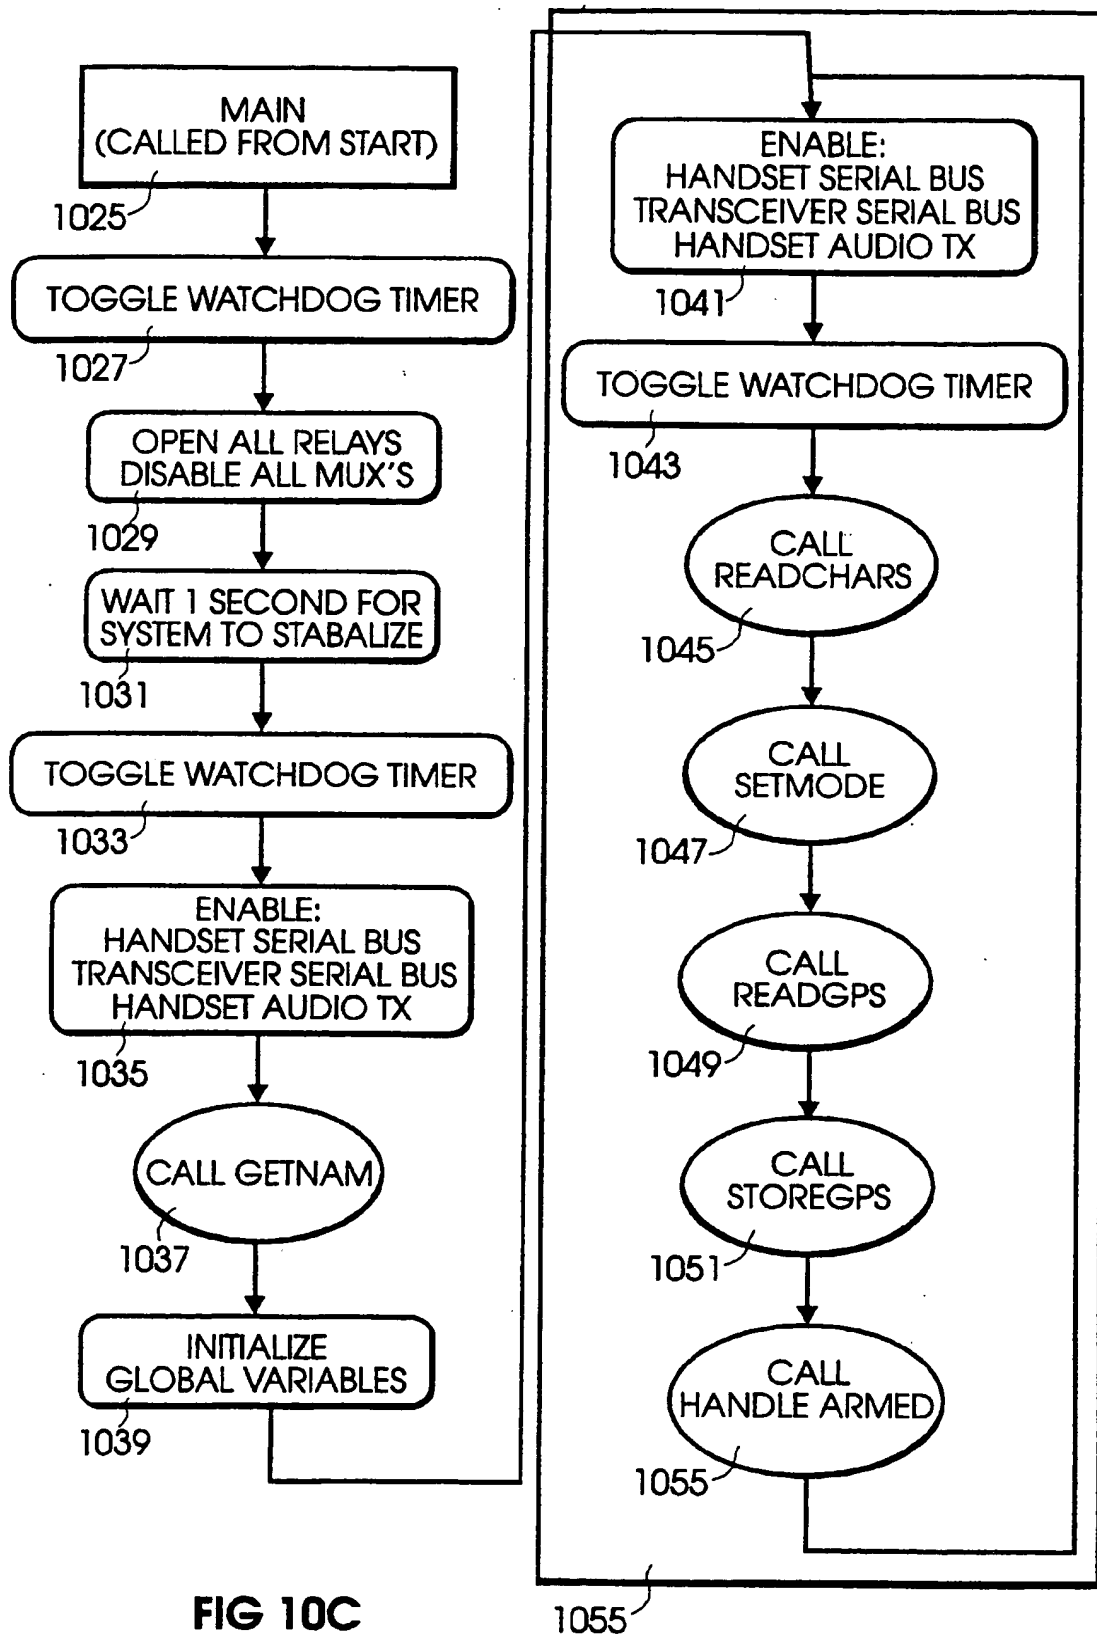 MAIN
(CALLED FROM START)
1025
TOGGLE WATCHDOG TIMER
1027
OPEN ALL RELAYS
DISABLE ALL MUX'S
1029
WAIT 1 SECOND FOR
SYSTEM TO STABALIZE
1031
TOGGLE WATCHDOG TIMER
1033
ENABLE:
HANDSET SERIAL BUS
TRANSCEIVER SERIAL BUS
HANDSET AUDIO TX
1035
CALL GETNAM
1037
INITIALIZE
GLOBAL VARIABLES
1039
ENABLE:
HANDSET SERIAL BUS
TRANSCEIVER SERIAL BUS
HANDSET AUDIO TX
1041
TOGGLE WATCHDOG TIMER
1043
CALL
READCHARS
1045
CALL
SETMODE
1047
CALL
READGPS
1049
CALL
STOREGPS
1051
CALL
HANDLE ARMED
1055
1055
FIG 10C